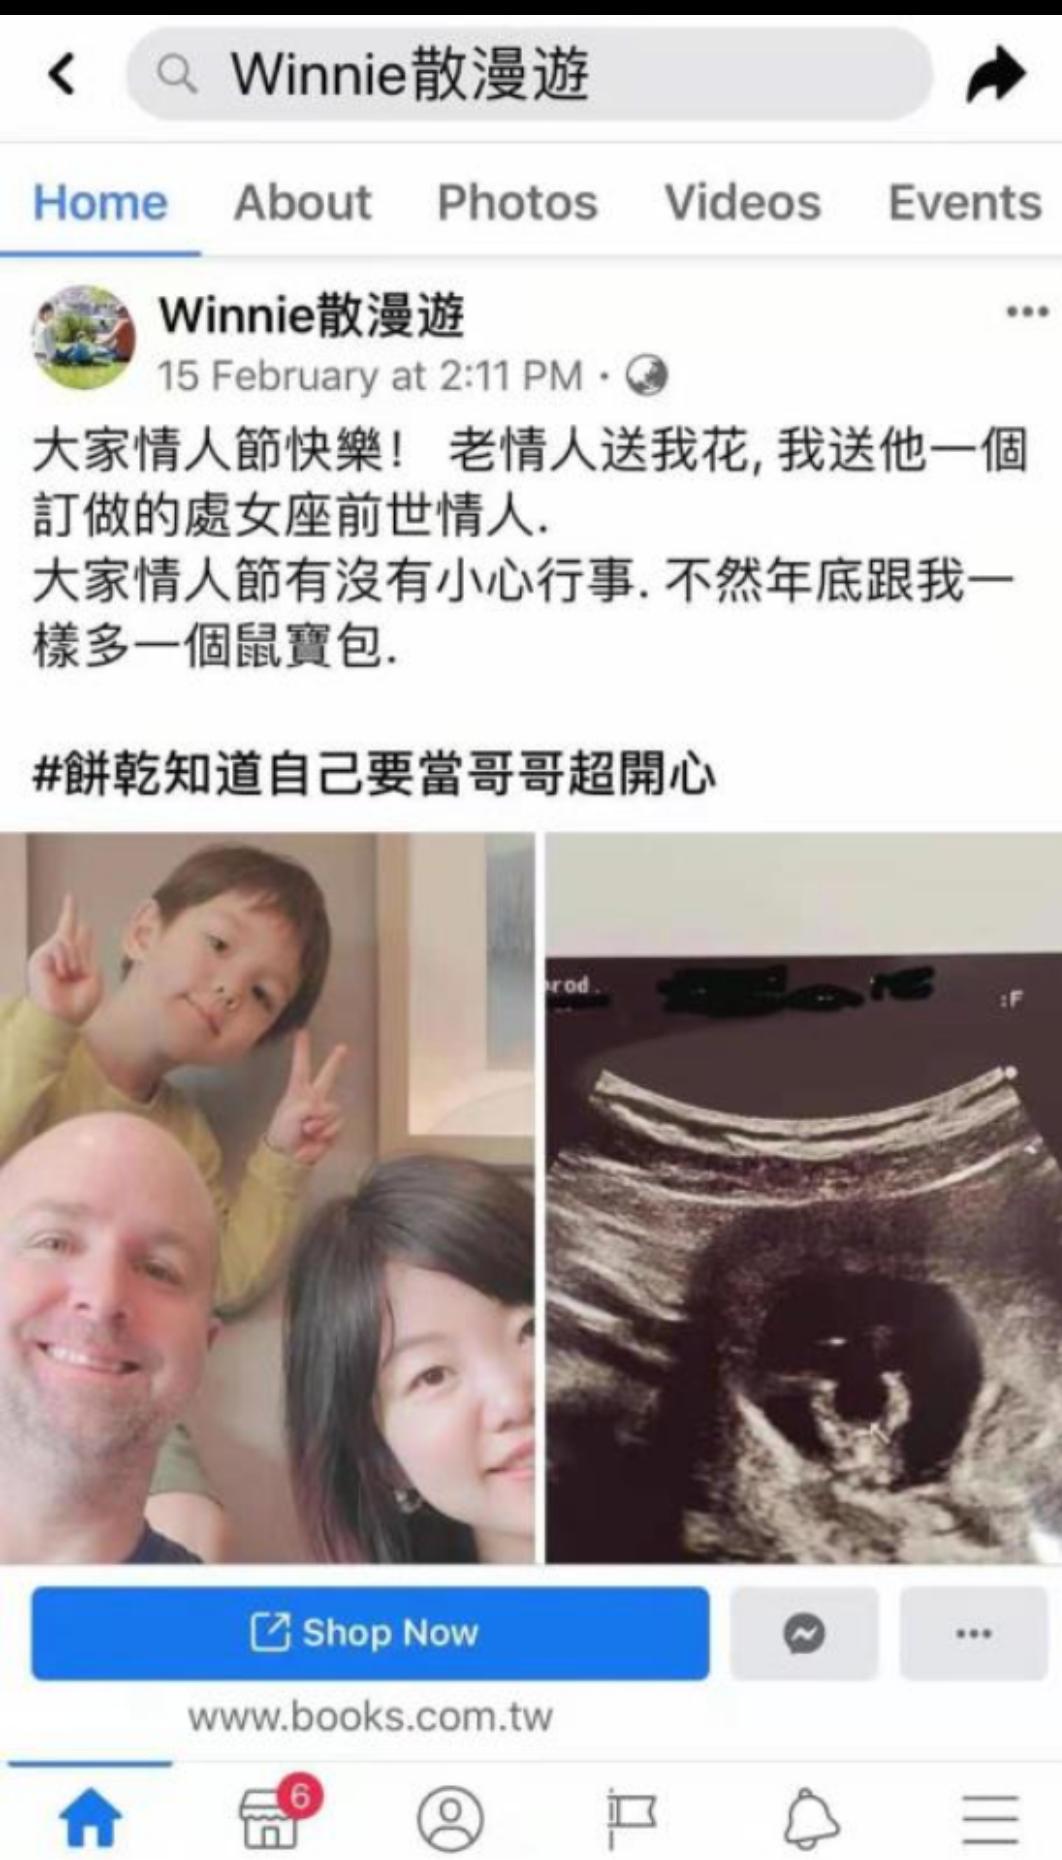 Winnie散漫遊
Home About Photos Videos Events
Winnie散漫遊
15 February at 2:11 PM ·
大家情人節快樂! 老情人送我花, 我送他一個
訂做的處女座前世情人.
大家情人節有沒有小心行事. 不然年底跟我一
樣多一個鼠寶包.
#餅乾知道自己要當哥哥超開心
:F
Shop Now
www.books.com.tw
6